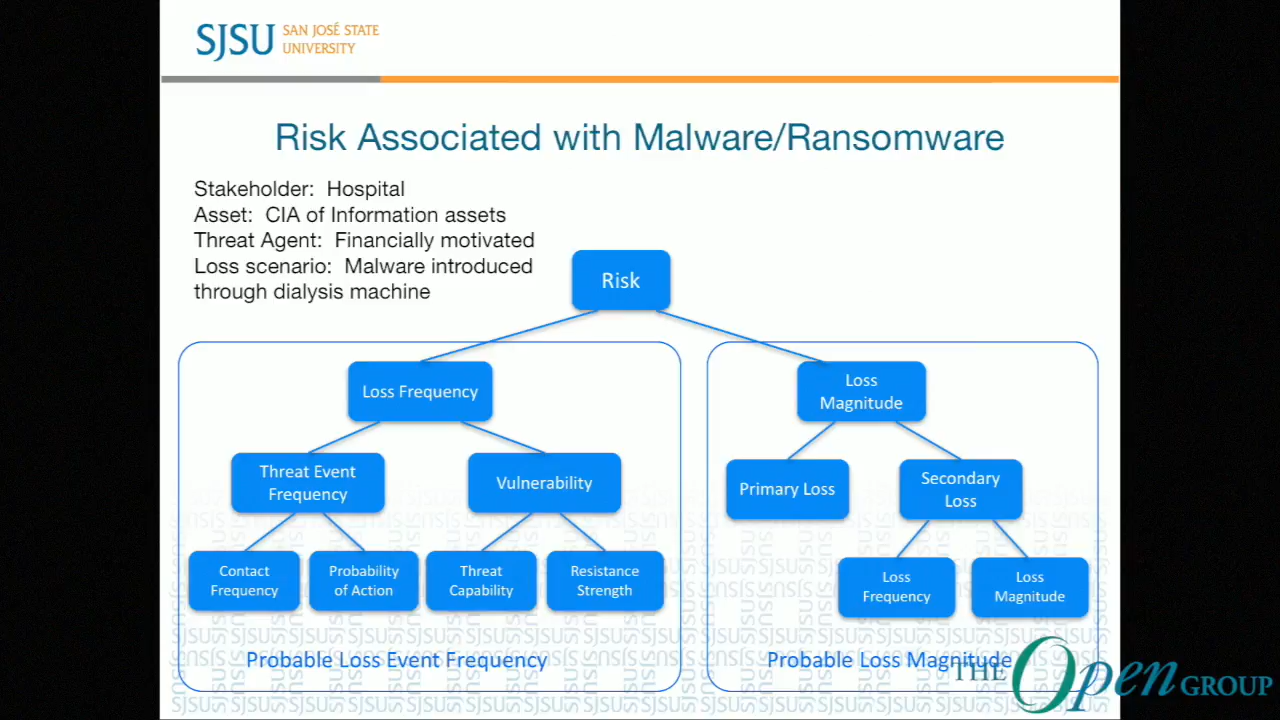 SJSU SAN JOSÉ STATE
UNIVERSITY
Risk Associated with Malware/Ransomware
Stakeholder: Hospital
Asset: CIA of Information assets
Threat Agent: Financially motivated
Loss scenario: Malware introduced
through dialysis machine
Risk
Loss Frequency
Loss
Magnitude
Threat Event
Frequency
Vulnerability
Primary Loss
Secondary
Loss
Contact
Frequency
Probability
of Action
Threat
Capability
Resistance
Strength
Loss
Frequency
Loss
Magnitude
Probable Loss Event Frequency
Probable Loss Magnitude
THE Open GROUP